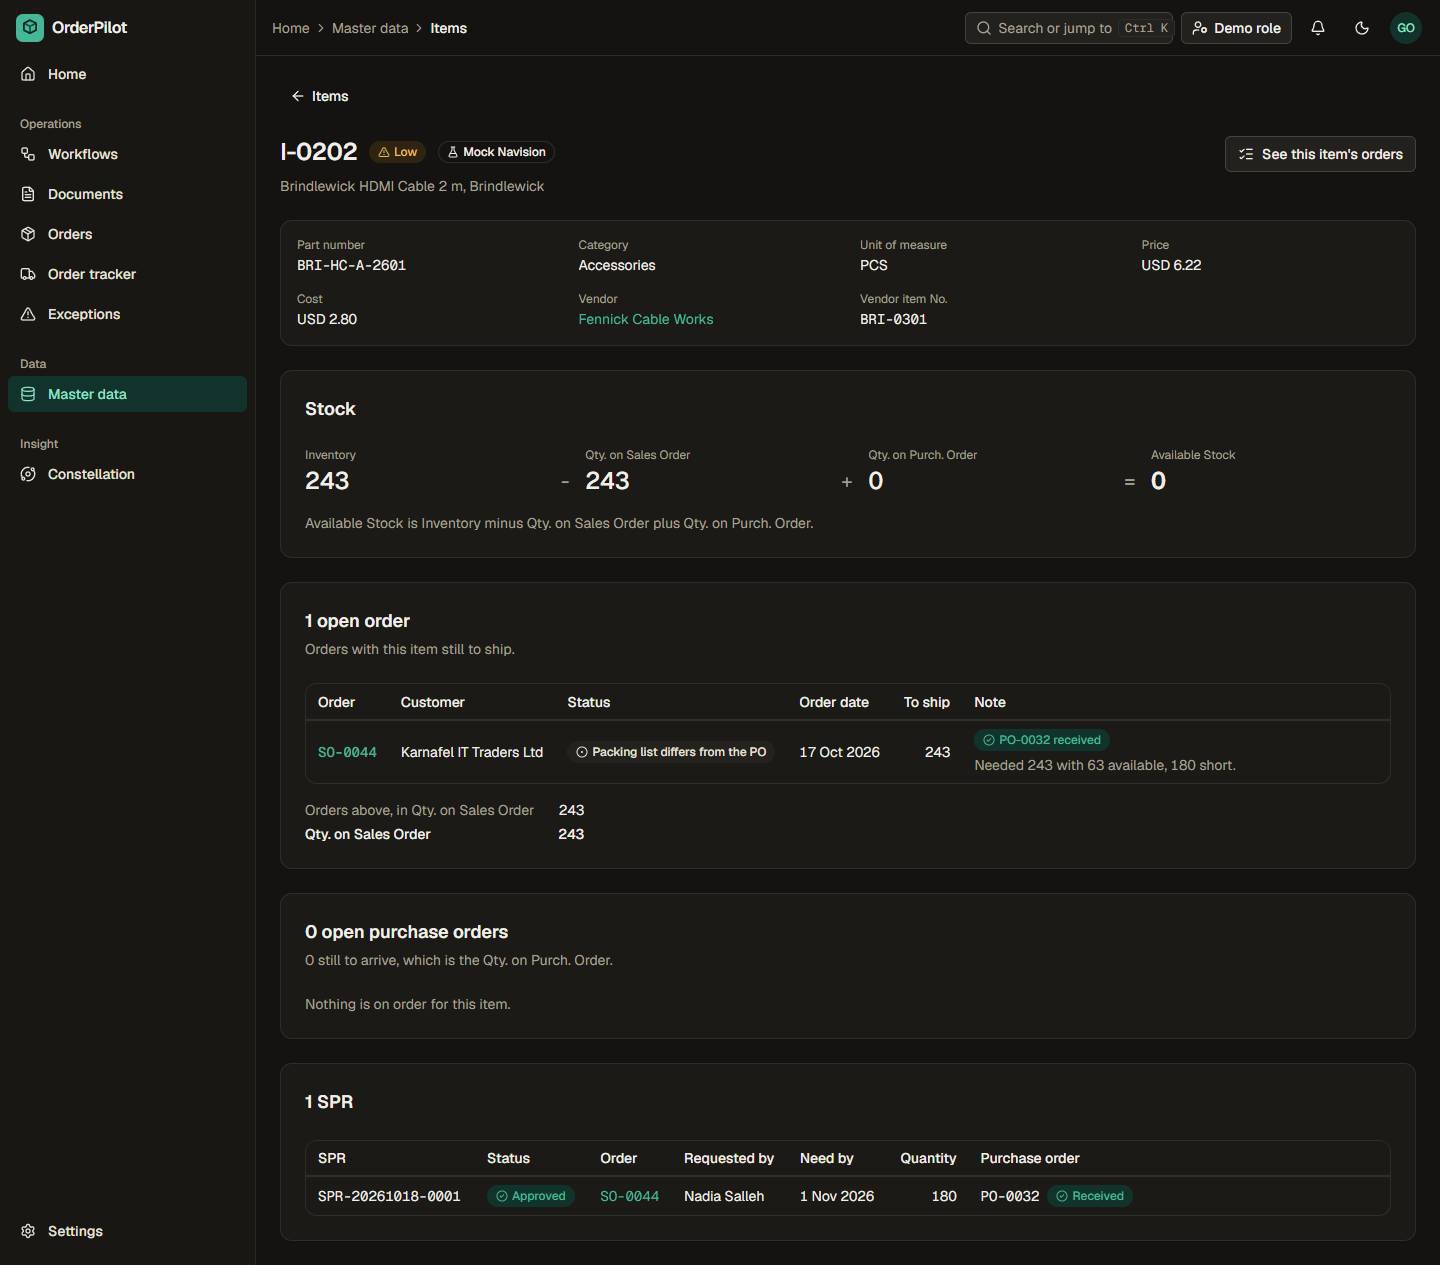 OrderPilot
Home > Master data > Items
Search or jump to Ctrl K
Demo role
GO
Home
Operations
Workflows
Documents
Orders
Order tracker
Exceptions
Data
Master data
Insight
Constellation
Settings
Items
I-0202 Low Mock Navision
See this item's orders
Brindlewick HDMI Cable 2 m, Brindlewick
Part number Category Unit of measure Price
BRI-HC-A-2601 Accessories PCS USD 6.22
Cost Vendor Vendor item No.
USD 2.80 Fennick Cable Works BRI-0301
Stock
Inventory Qty. on Sales Order Qty. on Purch. Order Available Stock
243 - 243 + 0 = 0
Available Stock is Inventory minus Qty. on Sales Order plus Qty. on Purch. Order.
1 open order
Orders with this item still to ship.
Order Customer Status Order date To ship Note
SO-0044 Karnafel IT Traders Ltd Packing list differs from the PO 17 Oct 2026 243 PO-0032 received
Needed 243 with 63 available, 180 short.
Orders above, in Qty. on Sales Order 243
Qty. on Sales Order 243
0 open purchase orders
0 still to arrive, which is the Qty. on Purch. Order.
Nothing is on order for this item.
1 SPR
SPR Status Order Requested by Need by Quantity Purchase order
SPR-20261018-0001 Approved SO-0044 Nadia Salleh 1 Nov 2026 180 PO-0032 Received